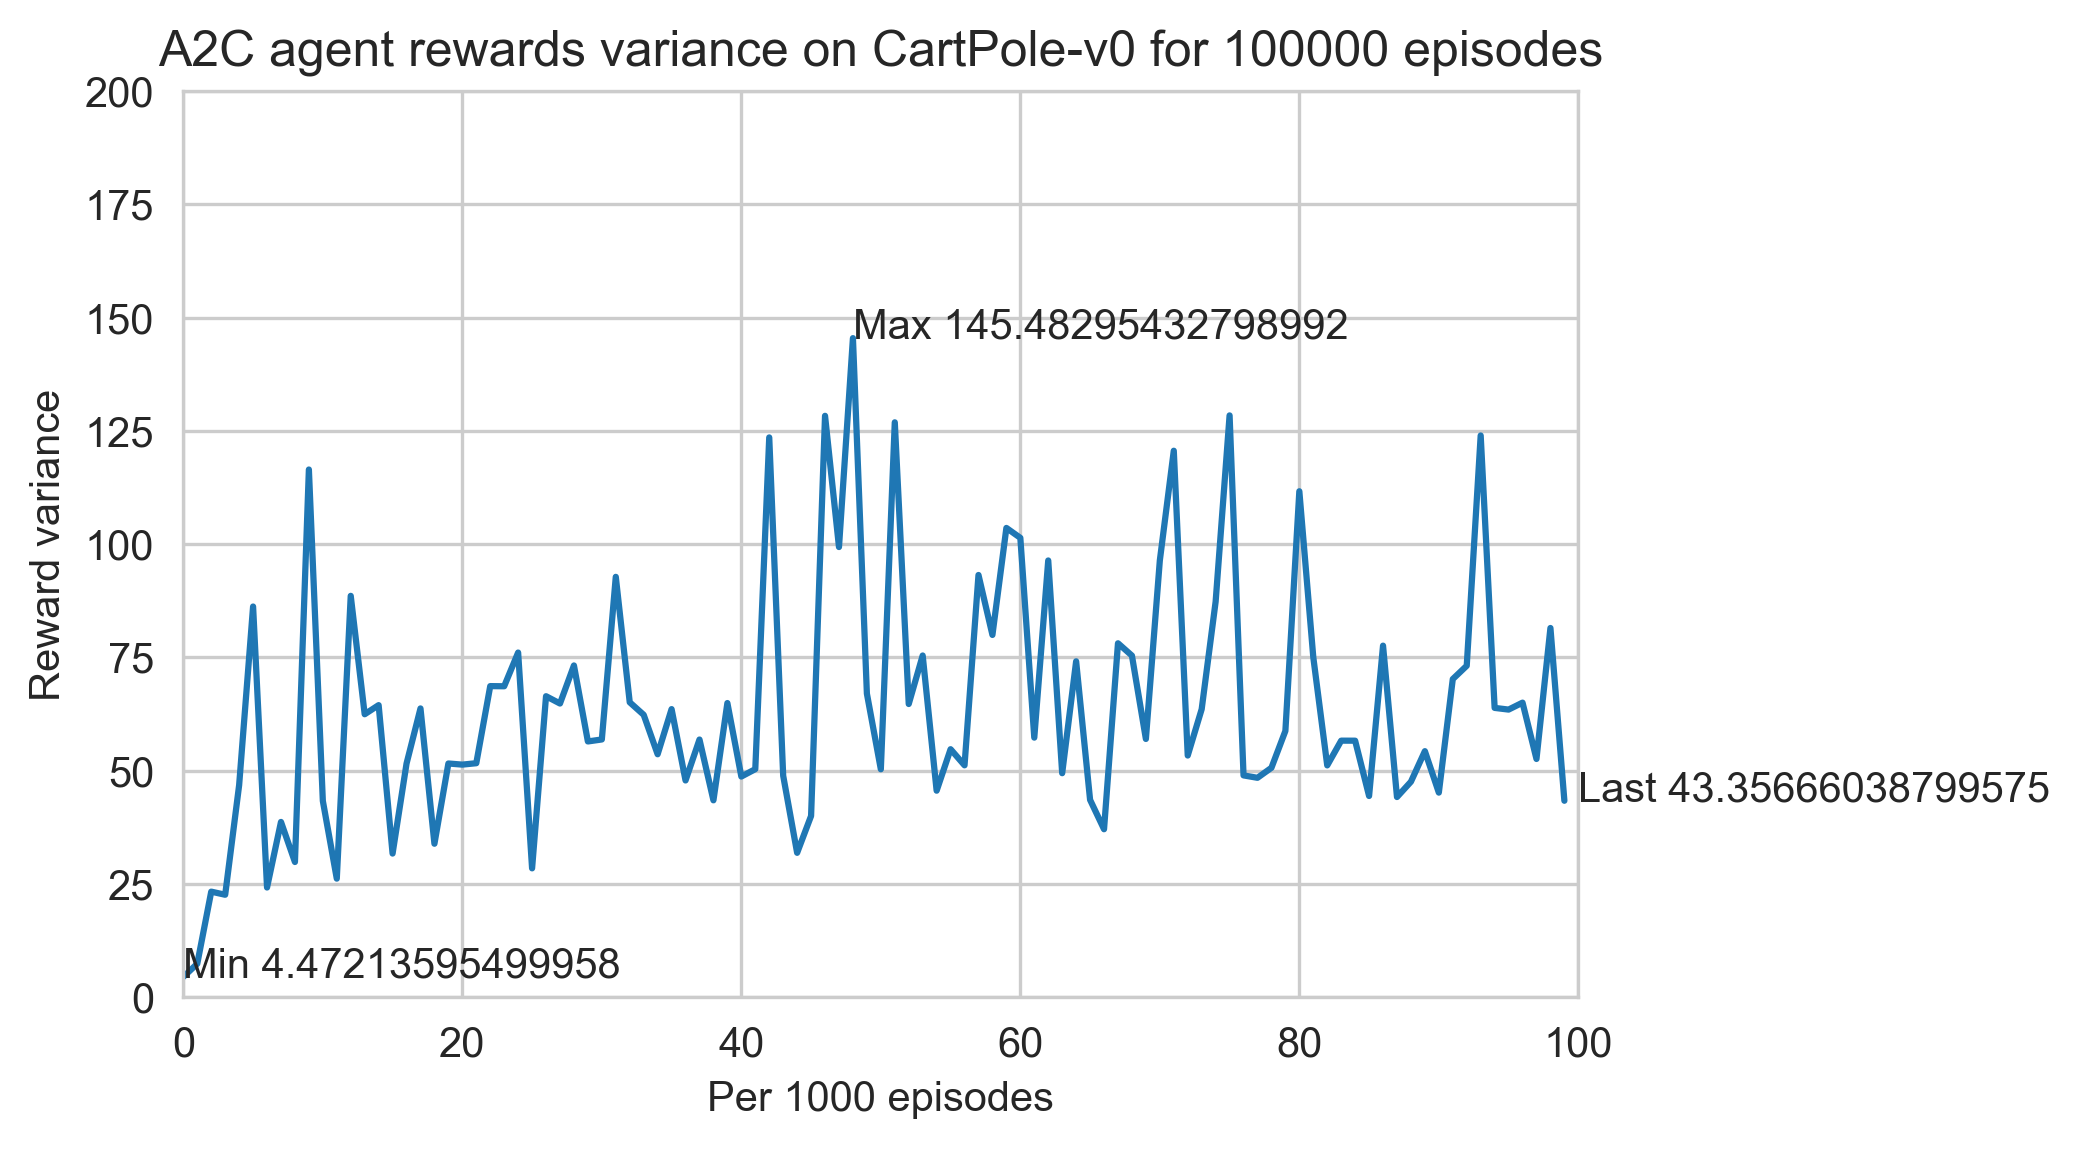 A2C agent rewards variance on CartPole-v0 for 100000 episodes
200
175
150
125
100
75
50
25
0
Reward variance
Max 145.48295432798992
Last 43.35666038799575
Min 4.47213595499958
0 20 40 60 80 100
Per 1000 episodes